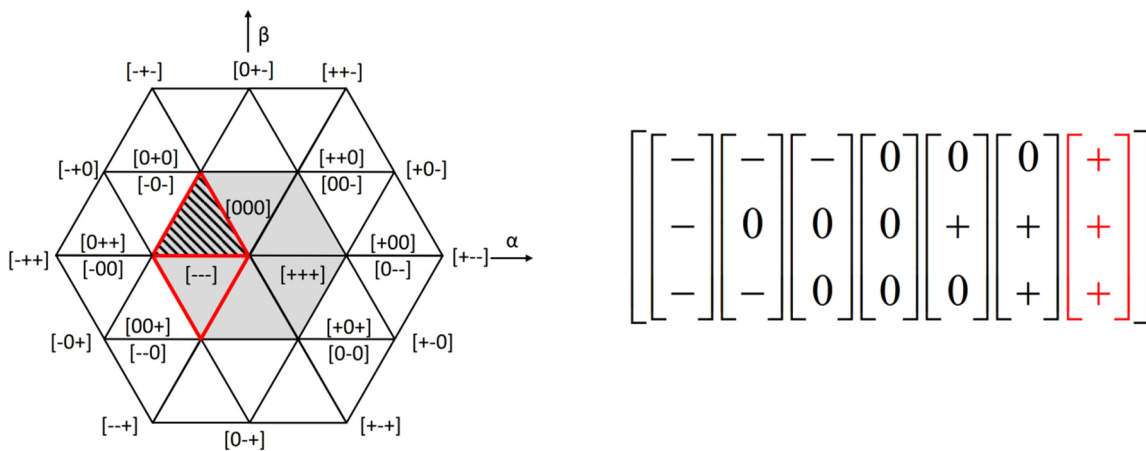 β
[-+-] [0+-] [++-]
[-+0] [0+0] [++0] [+0-]
[-0-] [00-]
[000]
[-++] [0++] [+00] [+--] α
[-00] [---] [+++] [0--]
[-0+] [00+] [+0+] [+-0]
[--0] [0-0]
[--+] [0-+] [+-+]
[[-] [-] [-] [0] [0] [0] [+]]
[[-] [0] [0] [0] [+] [+] [+]]
[[-] [-] [0] [0] [0] [+] [+]]